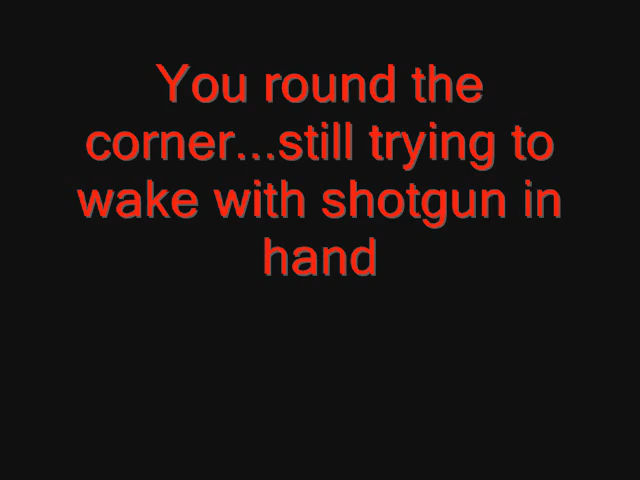 You round the
corner...still trying to
wake with shotgun in
hand